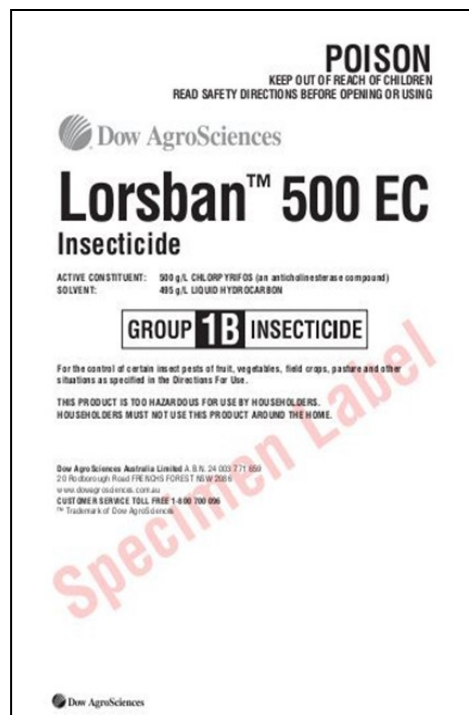 POISON
KEEP OUT OF REACH OF CHILDREN
READ SAFETY DIRECTIONS BEFORE OPENING OR USING
Dow AgroSciences
Lorsban™ 500 EC
Insecticide
ACTIVE CONSTITUENT: 500 g/L CHLORPYRIFOS (an anticholinesterase compound)
SOLVENT: 495 g/L LIQUID HYDROCARBON
GROUP 1B INSECTICIDE
For the control of certain insect pests of fruit, vegetables, field crops, pasture and other
situations as specified in the Directions For Use.
THIS PRODUCT IS TOO HAZARDOUS FOR USE BY HOUSEHOLDERS.
HOUSEHOLDERS MUST NOT USE THIS PRODUCT AROUND THE HOME.
Dow AgroSciences Australia Limited A.B.N. 24 003 771 659
20 Rodborough Road FRENCHS FOREST NSW 2086
www.dowagrosciences.com.au
CUSTOMER SERVICE TOLL FREE 1-800 700 096
™ Trademark of Dow AgroSciences
Specimen Label
Dow AgroSciences